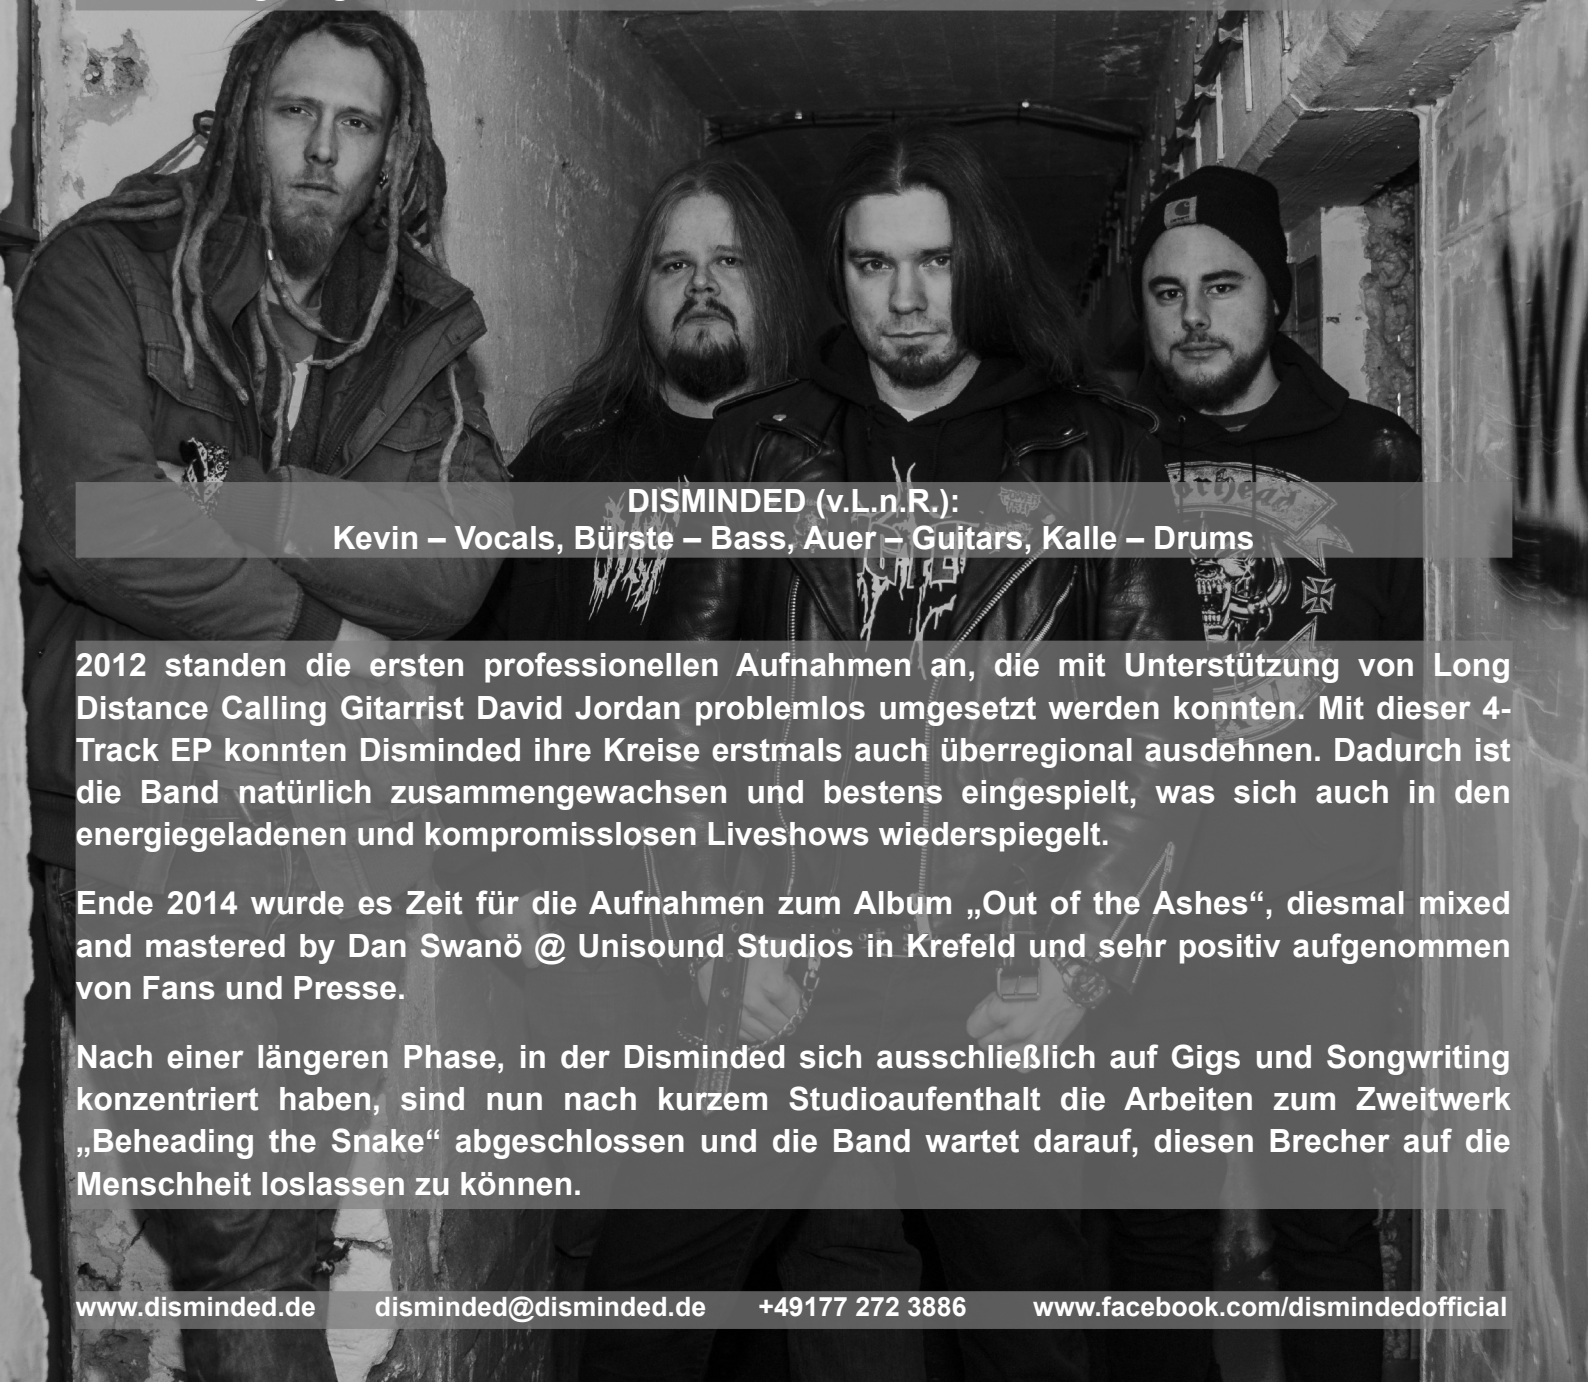 DISMINDED (v.L.n.R.):
Kevin – Vocals, Bürste – Bass, Auer – Guitars, Kalle – Drums
2012 standen die ersten professionellen Aufnahmen an, die mit Unterstützung von Long
Distance Calling Gitarrist David Jordan problemlos umgesetzt werden konnten. Mit dieser 4-
Track EP konnten Disminded ihre Kreise erstmals auch überregional ausdehnen. Dadurch ist
die Band natürlich zusammengewachsen und bestens eingespielt, was sich auch in den
energiegeladenen und kompromisslosen Liveshows wiederspiegelt.
Ende 2014 wurde es Zeit für die Aufnahmen zum Album „Out of the Ashes“, diesmal mixed
and mastered by Dan Swanö @ Unisound Studios in Krefeld und sehr positiv aufgenommen
von Fans und Presse.
Nach einer längeren Phase, in der Disminded sich ausschließlich auf Gigs und Songwriting
konzentriert haben, sind nun nach kurzem Studioaufenthalt die Arbeiten zum Zweitwerk
„Beheading the Snake“ abgeschlossen und die Band wartet darauf, diesen Brecher auf die
Menschheit loslassen zu können.
www.disminded.de disminded@disminded.de +49177 272 3886 www.facebook.com/dismindedofficial